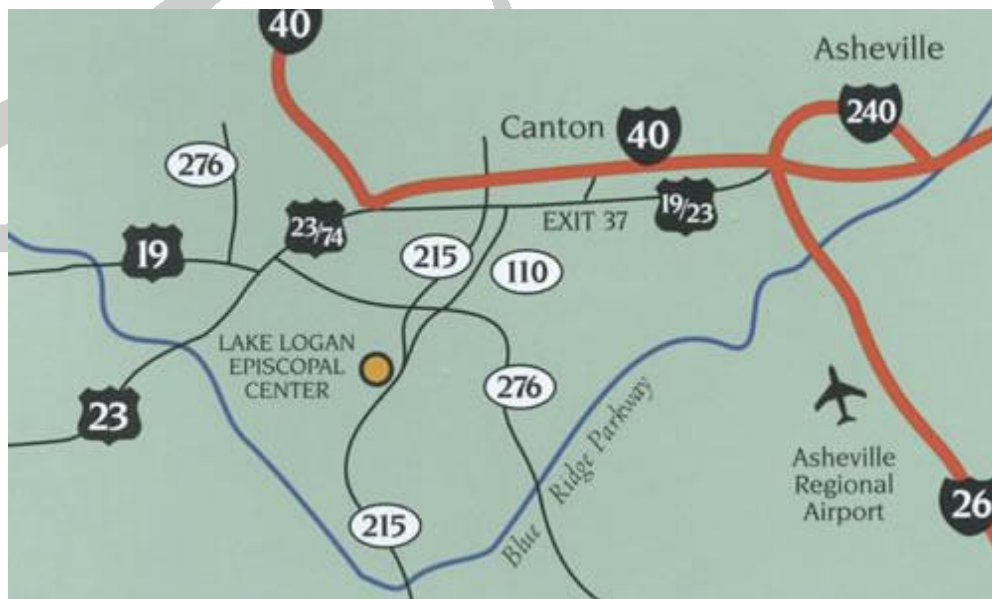 40
Asheville
240
Canton
40
276
19/23
EXIT 37
23/74
19
215
110
LAKE LOGAN
EPISCOPAL
CENTER
276
23
Blue Ridge Parkway
Asheville
Regional
Airport
26
215